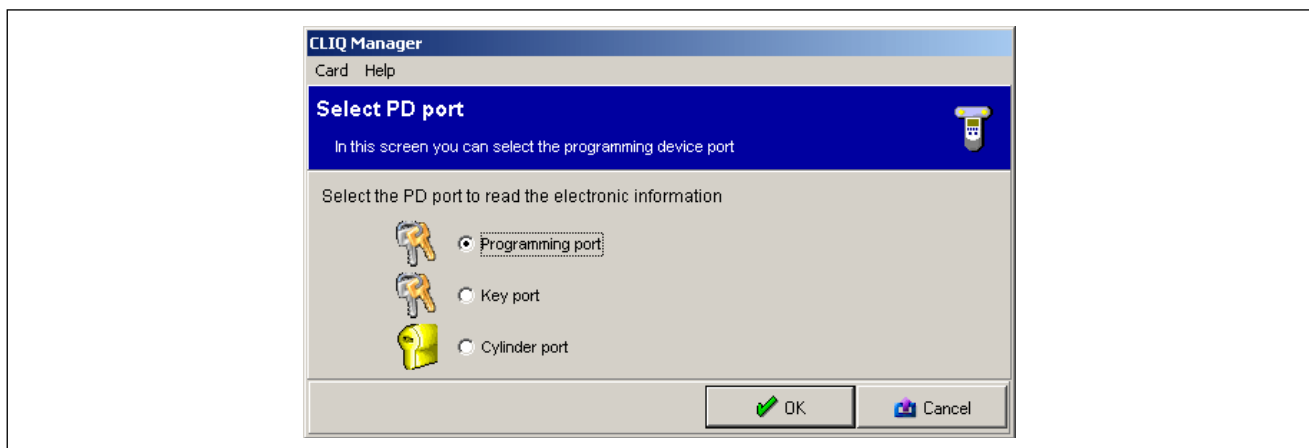 CLIQ Manager
Card Help
Select PD port
In this screen you can select the programming device port
Select the PD port to read the electronic information
Programming port
Key port
Cylinder port
OK Cancel